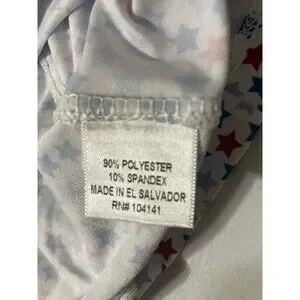 90% POLYESTER
10% SPANDEX
MADE IN EL SALVADOR
RN# 104141